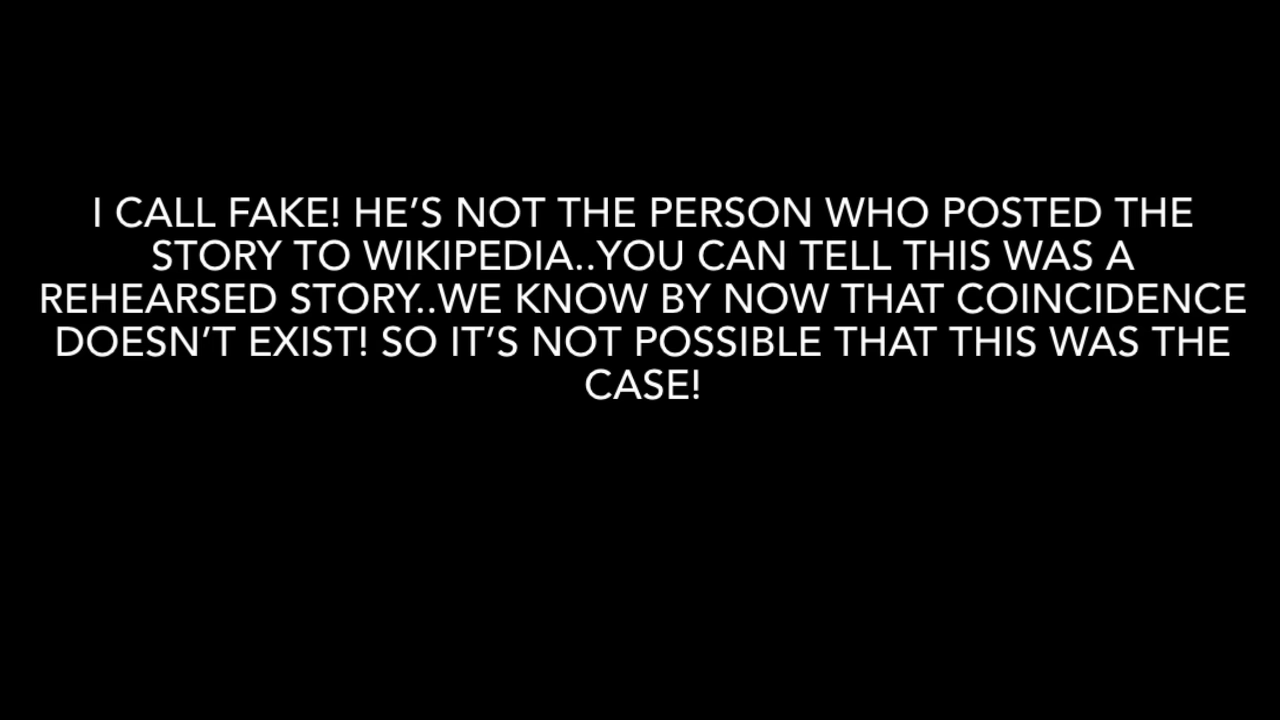 I CALL FAKE! HE’S NOT THE PERSON WHO POSTED THE
STORY TO WIKIPEDIA..YOU CAN TELL THIS WAS A
REHEARSED STORY..WE KNOW BY NOW THAT COINCIDENCE
DOESN’T EXIST! SO IT’S NOT POSSIBLE THAT THIS WAS THE
CASE!